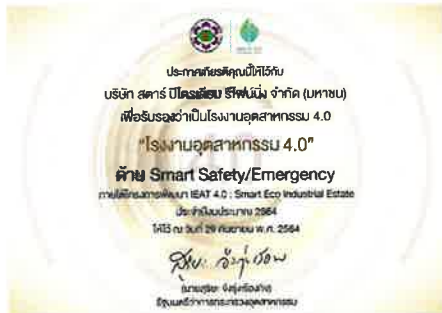 ประกาศเกียรติคุณนี้ให้ไว้กับ
บริษัท สตาร์ ปิโตรเลียม รีไฟน์นิ่ง จำกัด (มหาชน)
เพื่อรับรองว่าเป็นโรงงานอุตสาหกรรม 4.0
“โรงงานอุตสาหกรรม 4.0”
ด้าน Smart Safety/Emergency
ภายใต้โครงการพัฒนา IEAT 4.0 : Smart Eco Industrial Estate
ประจำปีงบประมาณ 2564
ให้ไว้ ณ วันที่ 29 กันยายน พ.ศ. 2564
(นายสุริยะ จึงรุ่งเรืองกิจ)
รัฐมนตรีว่าการกระทรวงอุตสาหกรรม